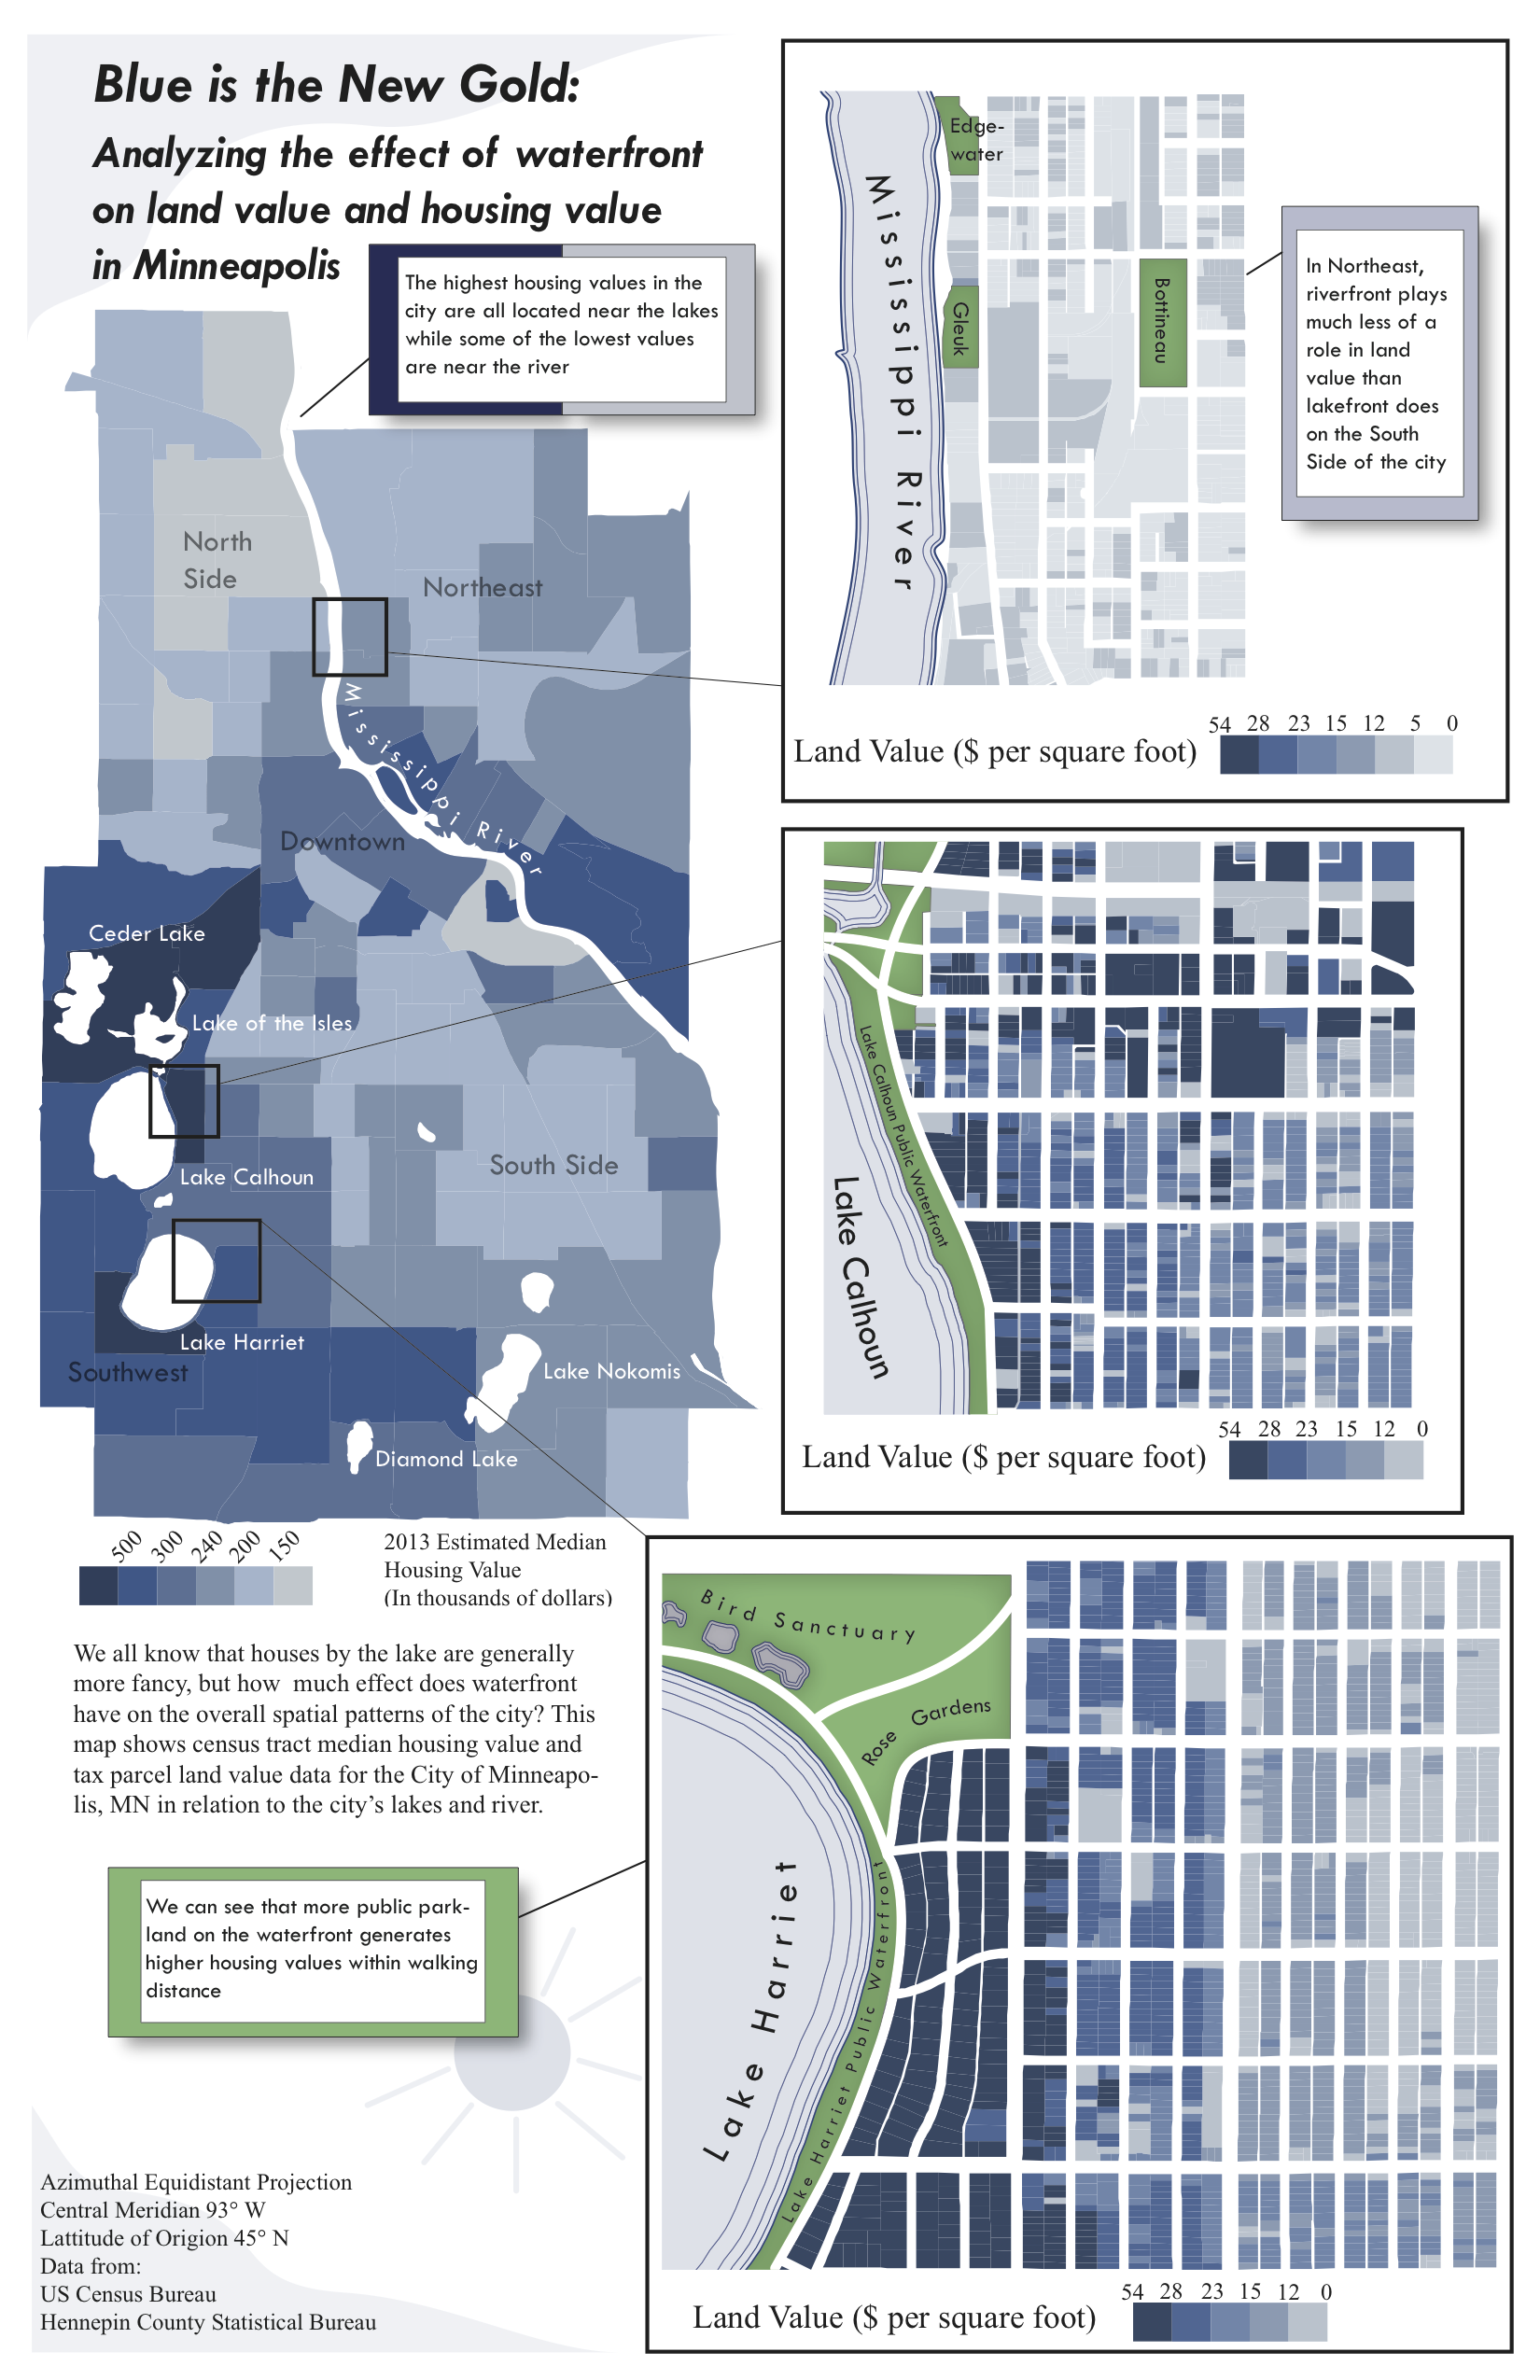 Blue is the New Gold:
Analyzing the effect of waterfront
on land value and housing value
in Minneapolis
The highest housing values in the
city are all located near the lakes
while some of the lowest values
are near the river
North
Side
Northeast
Mississippi River
Downtown
Ceder Lake
Lake of the Isles
Lake Calhoun
South Side
Lake Harriet
Southwest
Lake Nokomis
Diamond Lake
500 300 240 200 150
2013 Estimated Median
Housing Value
(In thousands of dollars)
We all know that houses by the lake are generally
more fancy, but how  much effect does waterfront
have on the overall spatial patterns of the city? This
map shows census tract median housing value and
tax parcel land value data for the City of Minneapo-
lis, MN in relation to the city's lakes and river.
We can see that more public park-
land on the waterfront generates
higher housing values within walking
distance
Azimuthal Equidistant Projection
Central Meridian 93° W
Lattitude of Origion 45° N
Data from:
US Census Bureau
Hennepin County Statistical Bureau
Edge-
water
Mississippi River
Gleuk
Bottineau
In Northeast,
riverfront plays
much less of a
role in land
value than
lakefront does
on the South
Side of the city
54 28 23 15 12 5 0
Land Value ($ per square foot)
Lake Calhoun Public Waterfront
Lake Calhoun
54 28 23 15 12 0
Land Value ($ per square foot)
Bird Sanctuary
Rose Gardens
Lake Harriet
Lake Harriet Public Waterfront
54 28 23 15 12 0
Land Value ($ per square foot)